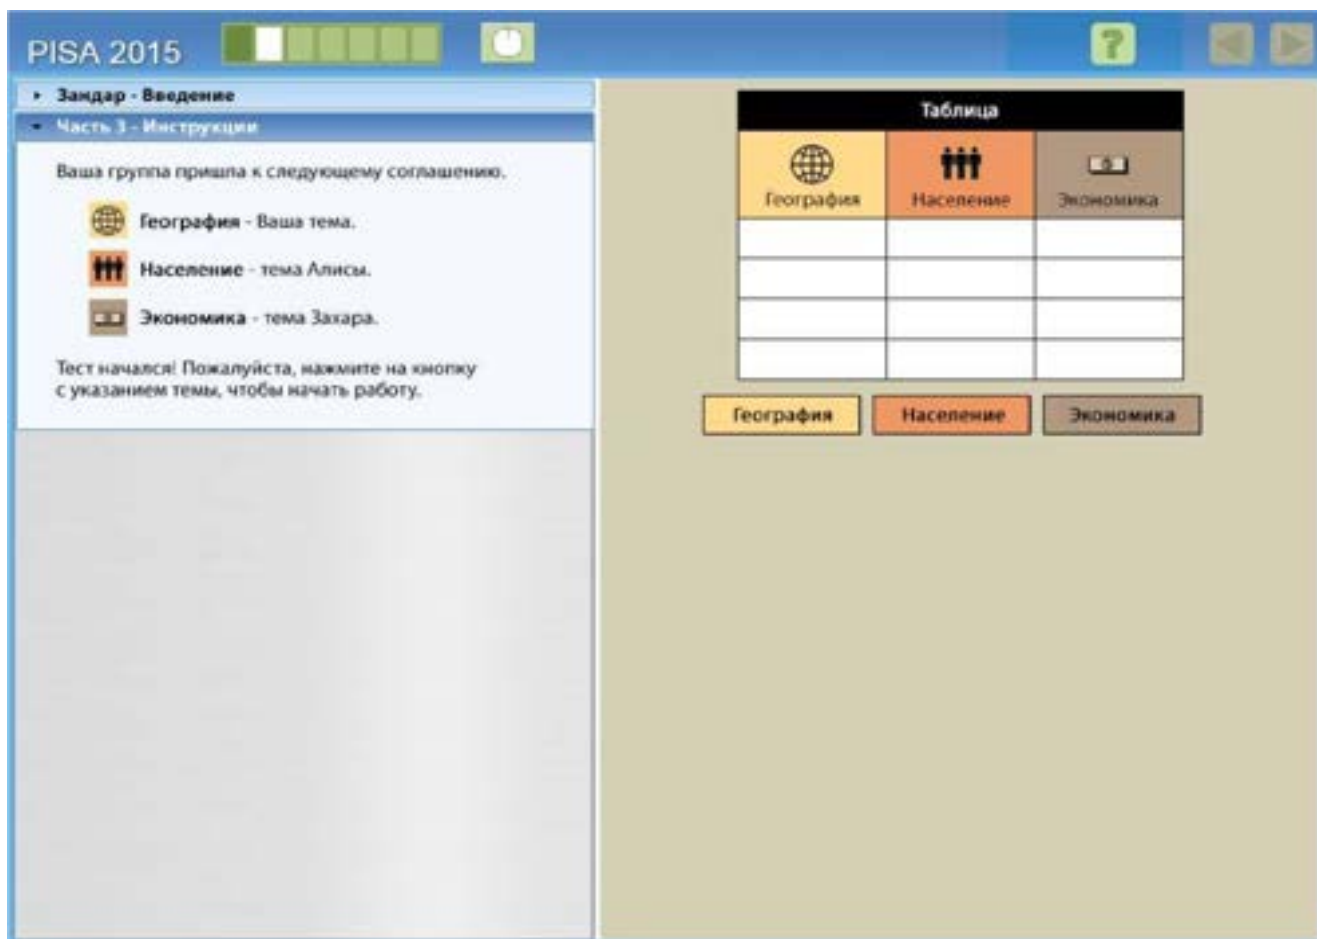 PISA 2015
?
Зандар - Введение
Часть 3 - Инструкции
Ваша группа пришла к следующему соглашению.
География - Ваша тема.
Население - тема Алисы.
Экономика - тема Захара.
Тест начался! Пожалуйста, нажмите на кнопку
с указанием темы, чтобы начать работу.
Таблица
География Население Экономика
География Население Экономика